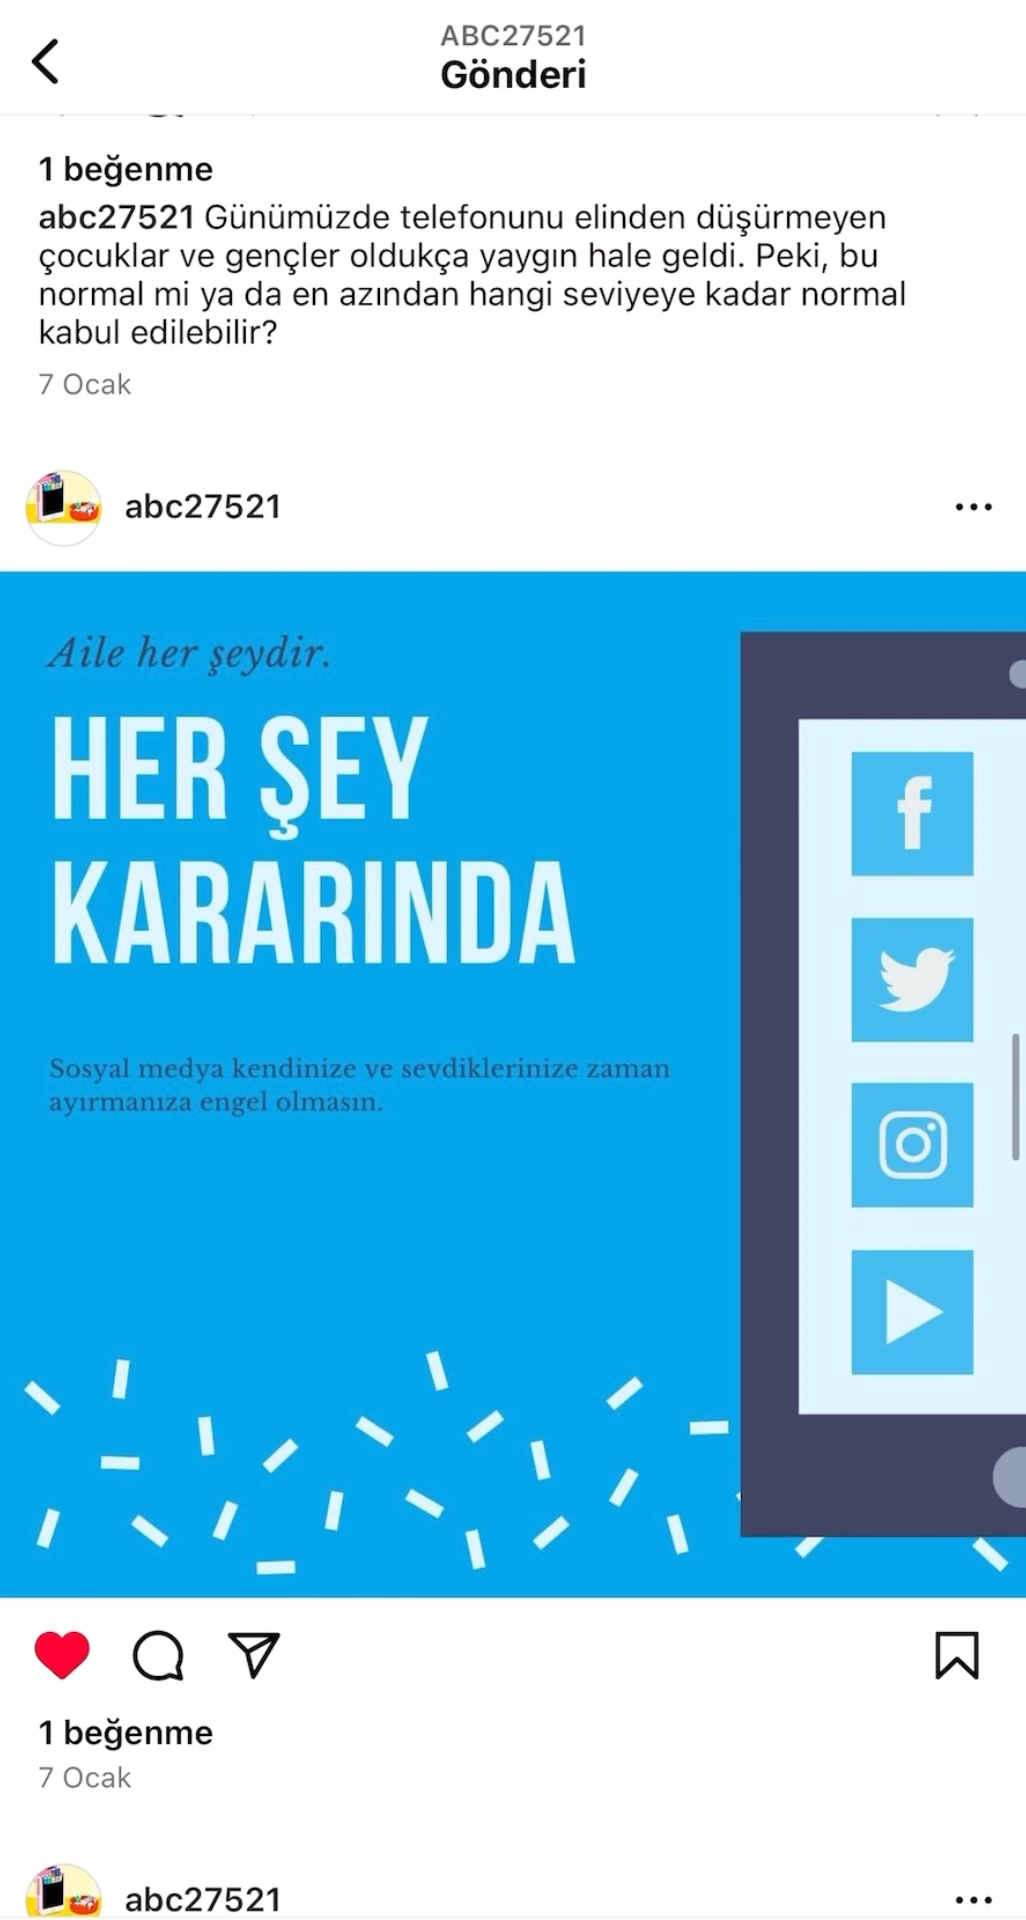 ABC27521
Gönderi
1 beğenme
abc27521 Günümüzde telefonunu elinden düşürmeyen
çocuklar ve gençler oldukça yaygın hale geldi. Peki, bu
normal mi ya da en azından hangi seviyeye kadar normal
kabul edilebilir?
7 Ocak
abc27521
Aile her şeydir.
HER ŞEY
KARARINDA
Sosyal medya kendinize ve sevdiklerinize zaman
ayırmanıza engel olmasın.
1 beğenme
7 Ocak
abc27521